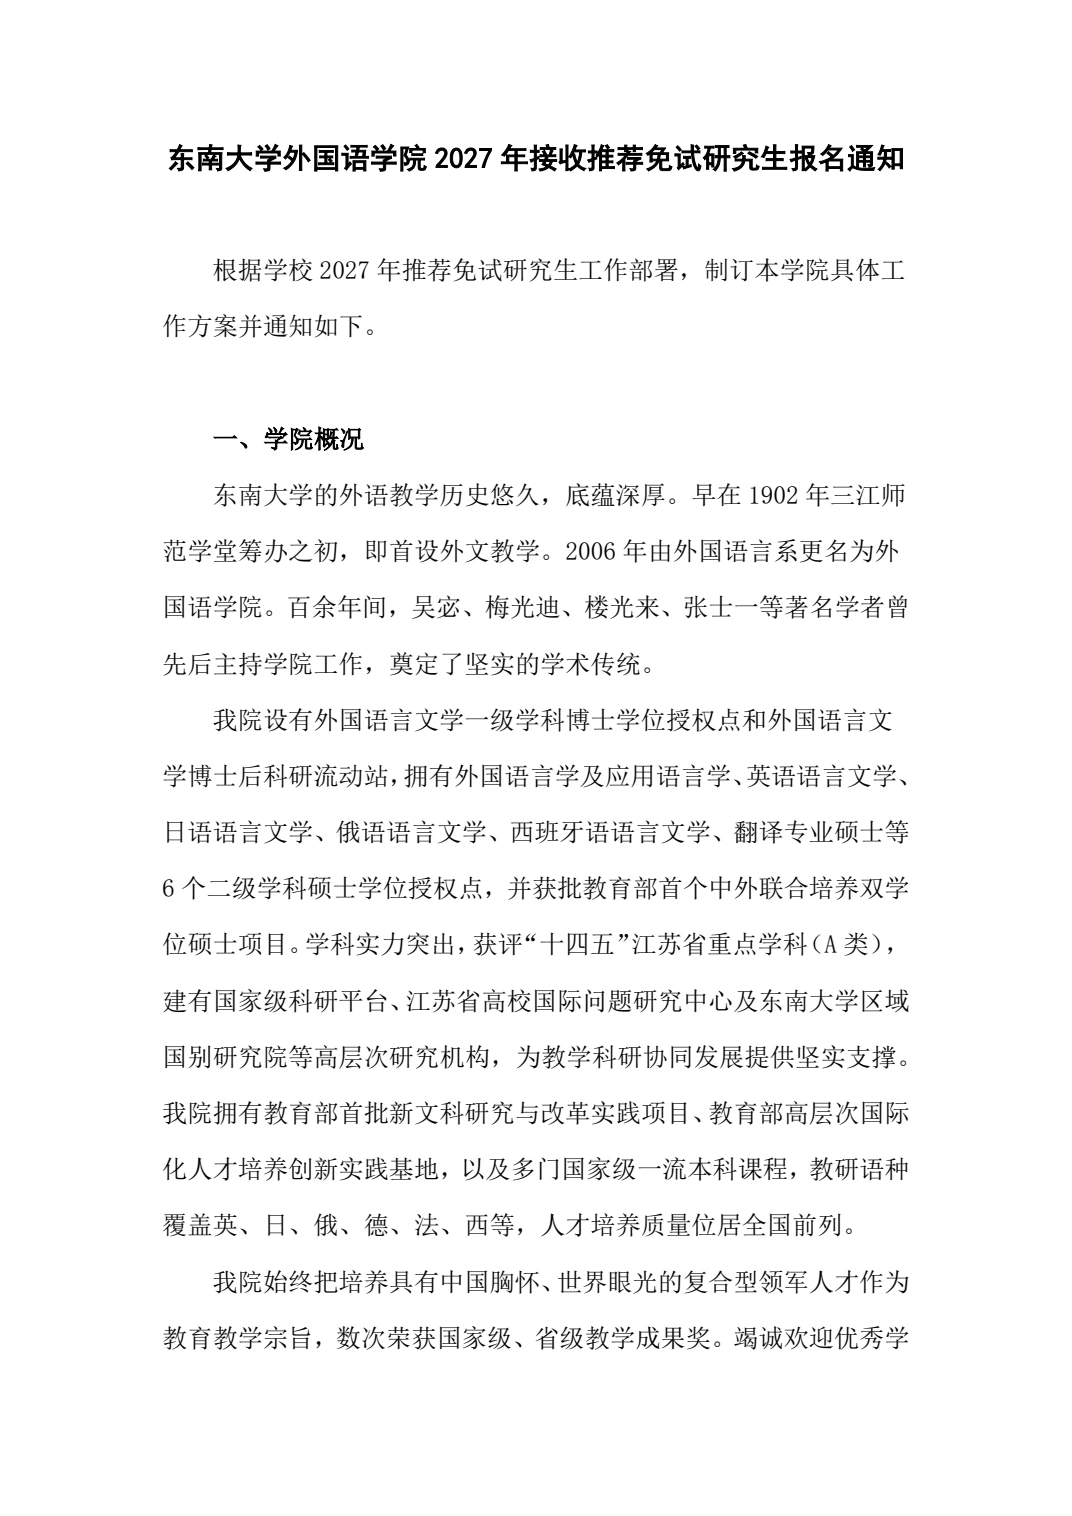 东南大学外国语学院 2027 年接收推荐免试研究生报名通知
根据学校 2027 年推荐免试研究生工作部署，制订本学院具体工
作方案并通知如下。
一、学院概况
东南大学的外语教学历史悠久，底蕴深厚。早在 1902 年三江师
范学堂筹办之初，即首设外文教学。2006 年由外国语言系更名为外
国语学院。百余年间，吴宓、梅光迪、楼光来、张士一等著名学者曾
先后主持学院工作，奠定了坚实的学术传统。
我院设有外国语言文学一级学科博士学位授权点和外国语言文
学博士后科研流动站，拥有外国语言学及应用语言学、英语语言文学、
日语语言文学、俄语语言文学、西班牙语语言文学、翻译专业硕士等
6 个二级学科硕士学位授权点，并获批教育部首个中外联合培养双学
位硕士项目。学科实力突出，获评“十四五”江苏省重点学科（A 类），
建有国家级科研平台、江苏省高校国际问题研究中心及东南大学区域
国别研究院等高层次研究机构，为教学科研协同发展提供坚实支撑。
我院拥有教育部首批新文科研究与改革实践项目、教育部高层次国际
化人才培养创新实践基地，以及多门国家级一流本科课程，教研语种
覆盖英、日、俄、德、法、西等，人才培养质量位居全国前列。
我院始终把培养具有中国胸怀、世界眼光的复合型领军人才作为
教育教学宗旨，数次荣获国家级、省级教学成果奖。竭诚欢迎优秀学